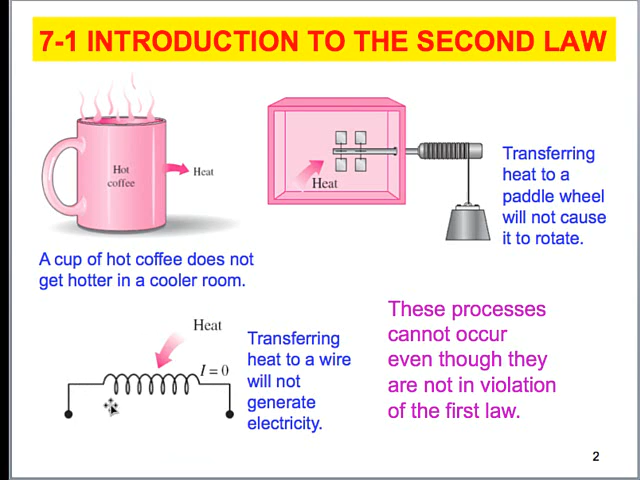 7-1 INTRODUCTION TO THE SECOND LAW
Hot
coffee
Heat
A cup of hot coffee does not
get hotter in a cooler room.
Heat
Transferring
heat to a
paddle wheel
will not cause
it to rotate.
Heat
I = 0
Transferring
heat to a wire
will not
generate
electricity.
These processes
cannot occur
even though they
are not in violation
of the first law.
2